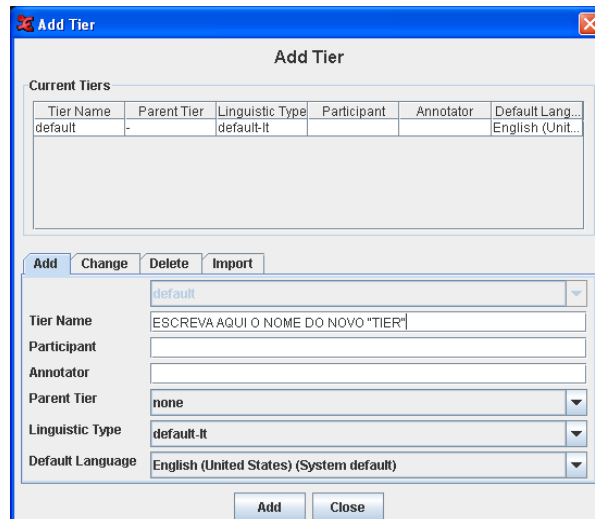 Add Tier
Add Tier
Current Tiers
Tier Name Parent Tier Linguistic Type Participant Annotator Default Lang...
default - default-lt English (Unit...
Add Change Delete Import
default
Tier Name ESCREVA AQUI O NOME DO NOVO "TIER"
Participant
Annotator
Parent Tier none
Linguistic Type default-lt
Default Language English (United States) (System default)
Add Close